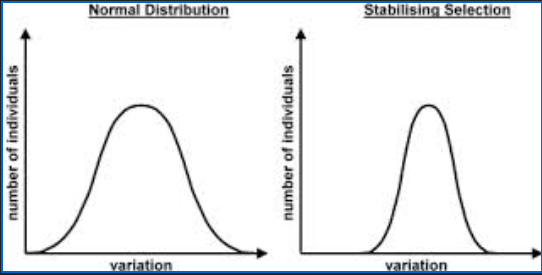 Normal Distribution
number of individuals
variation
Stabilising Selection
number of individuals
variation